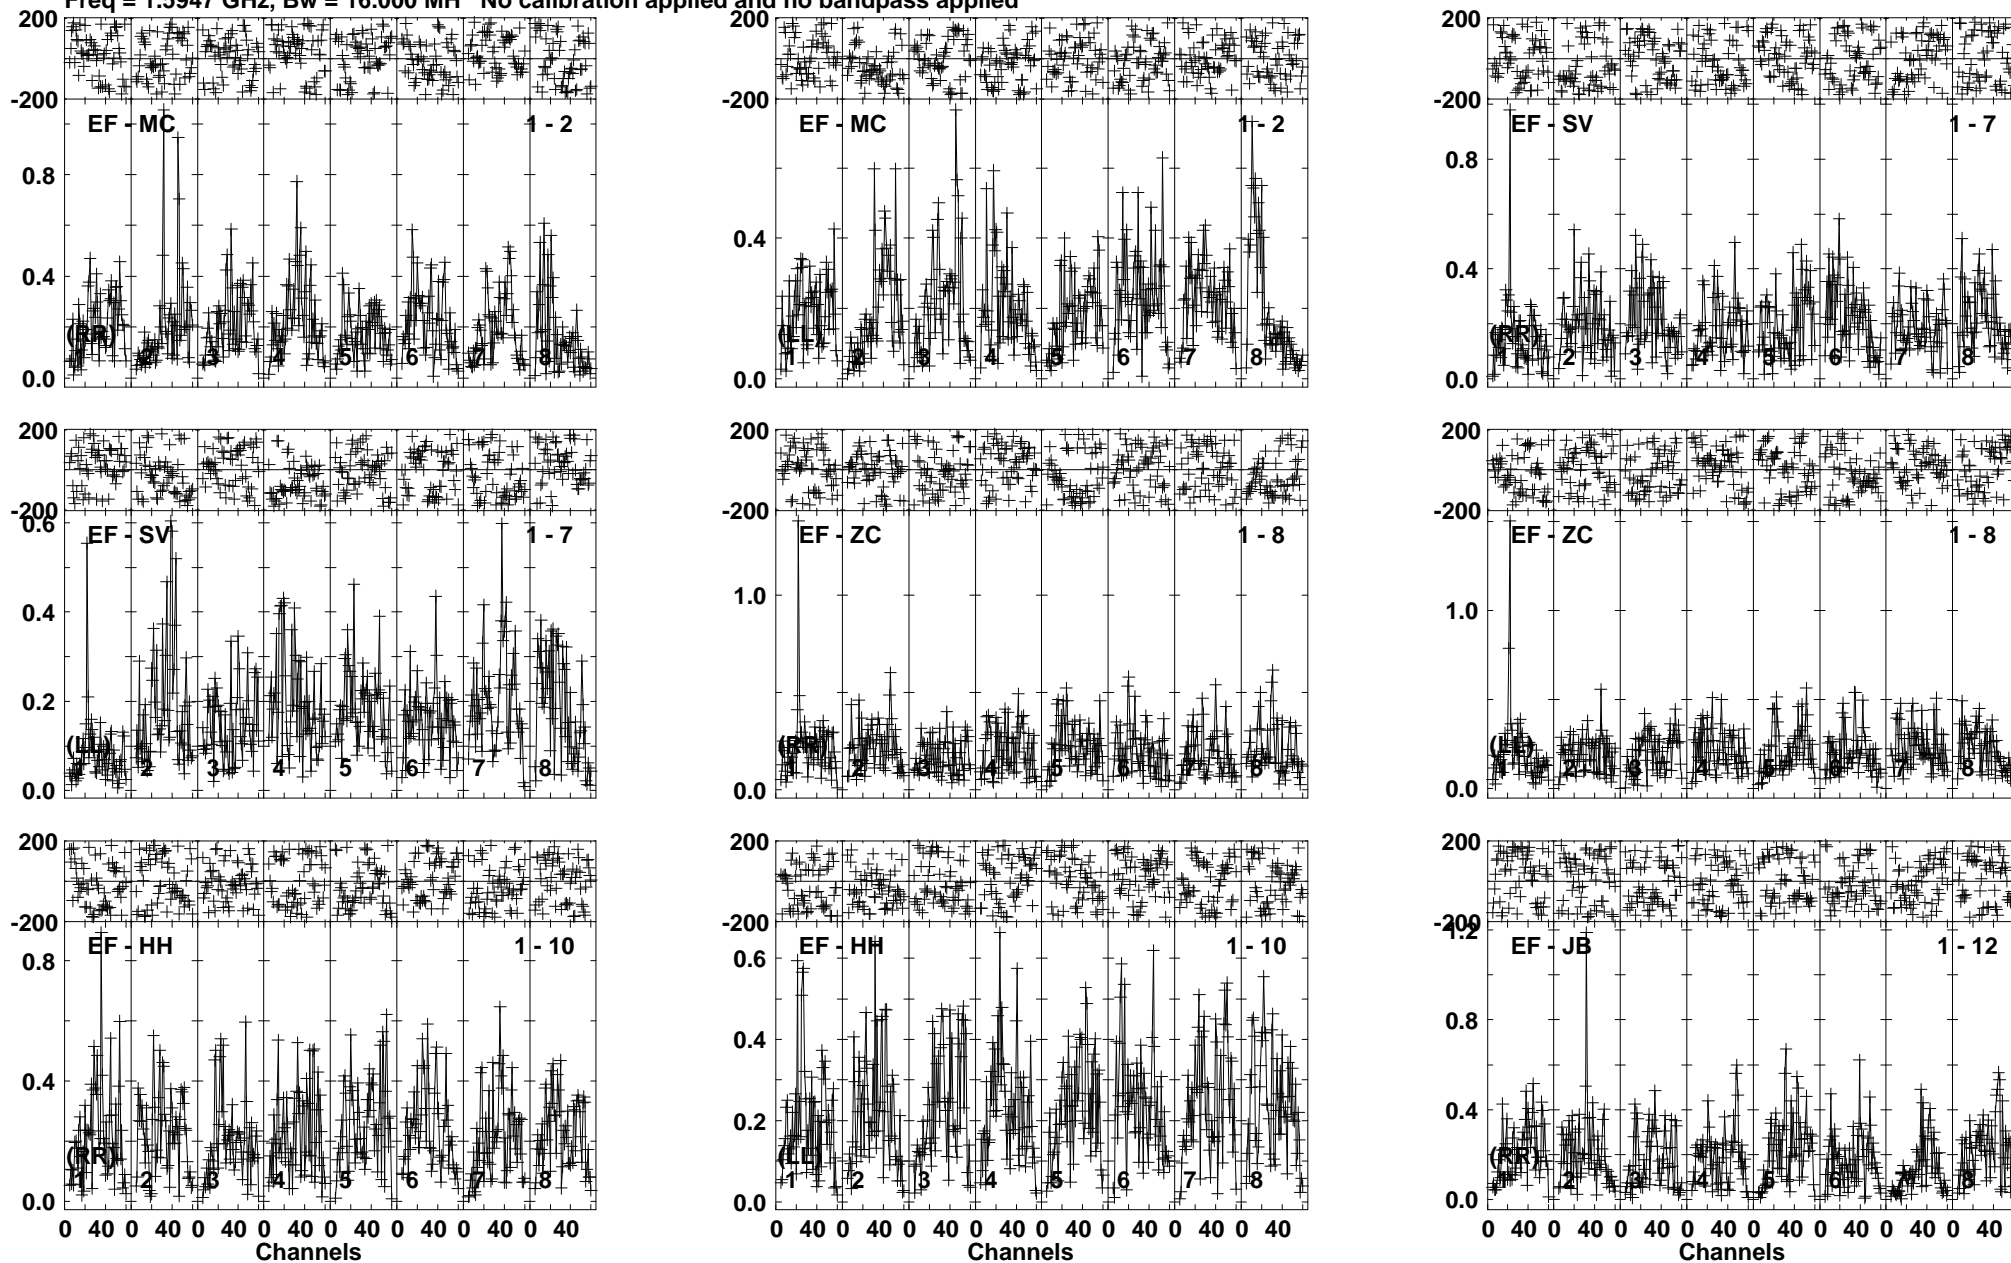 Freq = 1.5947 GHz, Bw = 16.000 MH No calibration applied and no bandpass applied
200 200 200
-200 -200 -200
EF - MC 1 - 2 EF - MC 1 - 2 EF - SV 1 - 7
0.8 0.4 0.8
0.4 0.4
(RR) (LL) (RR)
1 2 3 4 5 6 7 8 1 2 3 4 5 6 7 8 1 2 3 4 5 6 7 8
0.0 0.0 0.0
200 200 200
-200 -200 -200
0.6
EF - SV 1 - 7 EF - ZC 1 - 8 EF - ZC 1 - 8
0.4 1.0 1.0
0.2
(LL) (RR) (LL)
1 2 3 4 5 6 7 8 1 2 3 4 5 6 7 8 1 2 3 4 5 6 7 8
0.0 0.0 0.0
200 200 200
-200 -200 -200
1.2
EF - HH 1 - 10 EF - HH 1 - 10 EF - JB 1 - 12
0.8 0.6 0.8
0.4 0.4 0.4
0.2
(RR) (LL) (RR)
1 2 3 4 5 6 7 8 1 2 3 4 5 6 7 8 1 2 3 4 5 6 7 8
0.0 0.0 0.0
0 40 0 40 0 40 0 40 0 40 0 40 0 40 0 40 0 40 0 40 0 40 0 40 0 40 0 40 0 40 0 40 0 40 0 40 0 40 0 40 0 40 0 40 0 40 0 40
Channels Channels Channels